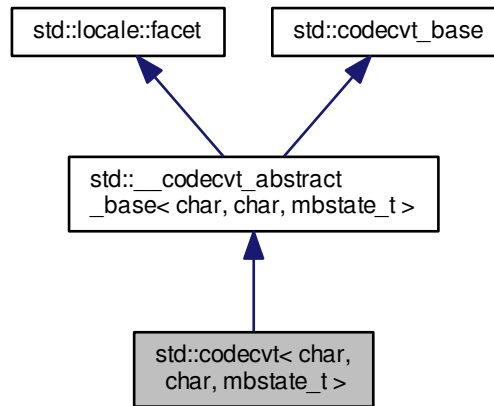 std::locale::facet
std::codecvt_base
std::__codecvt_abstract
_base< char, char, mbstate_t >
std::codecvt< char,
char, mbstate_t >